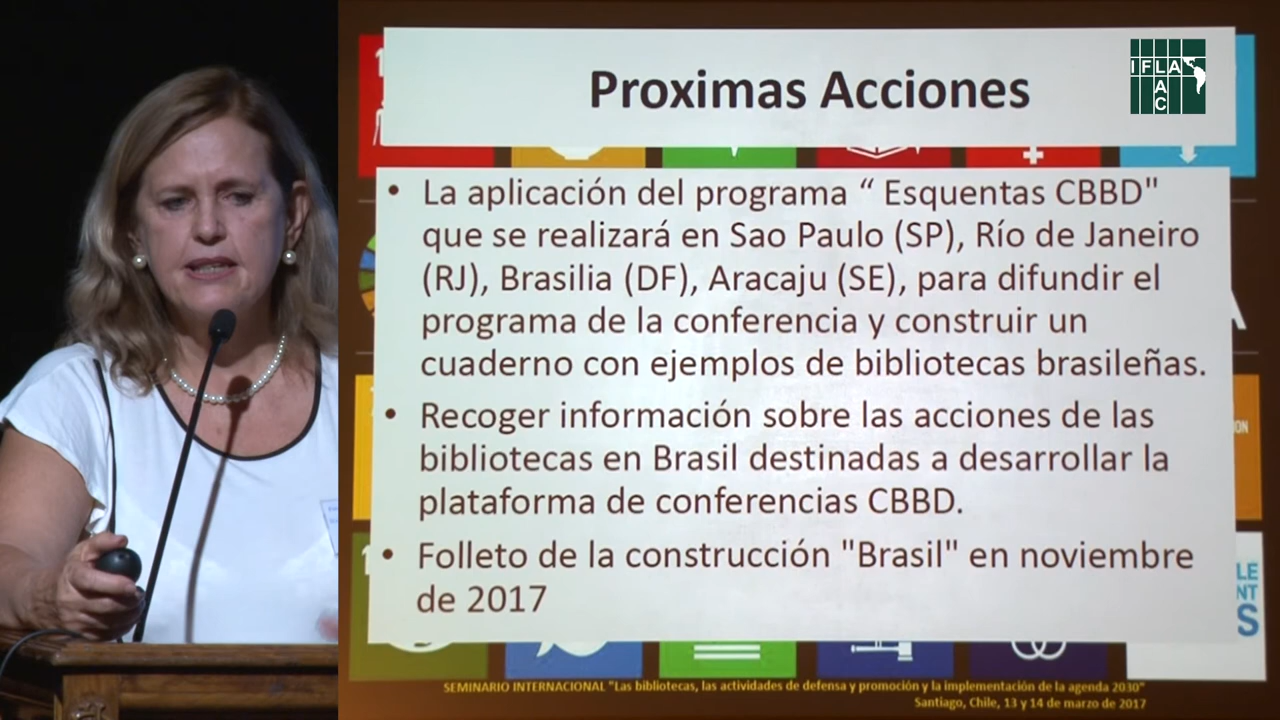 Proximas Acciones
IFLA
LAC
• La aplicación del programa “ Esquentas CBBD"
que se realizará en Sao Paulo (SP), Río de Janeiro
(RJ), Brasilia (DF), Aracaju (SE), para difundir el
programa de la conferencia y construir un
cuaderno con ejemplos de bibliotecas brasileñas.
• Recoger información sobre las acciones de las
bibliotecas en Brasil destinadas a desarrollar la
plataforma de conferencias CBBD.
• Folleto de la construcción "Brasil" en noviembre
de 2017
SEMINARIO INTERNACIONAL "Las bibliotecas, las actividades de defensa y promoción y la implementación de la agenda 2030"
Santiago, Chile, 13 y 14 de marzo de 2017